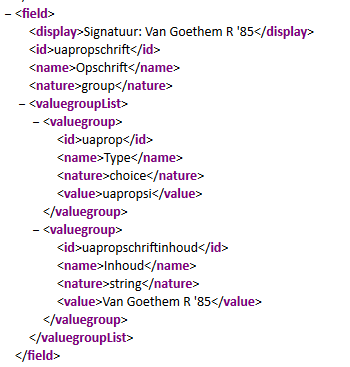 – <field>
<display>Signatuur: Van Goethem R '85</display>
<id>uapropschrift</id>
<name>Opschrift</name>
<nature>group</nature>
– <valuegroupList>
– <valuegroup>
<id>uaprop</id>
<name>Type</name>
<nature>choice</nature>
<value>uapropsi</value>
</valuegroup>
– <valuegroup>
<id>uapropschriftinhoud</id>
<name>Inhoud</name>
<nature>string</nature>
<value>Van Goethem R '85</value>
</valuegroup>
</valuegroupList>
</field>